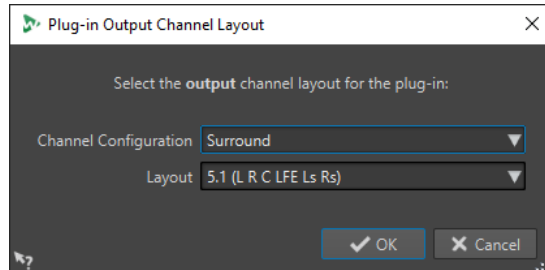 Plug-in Output Channel Layout
Select the output channel layout for the plug-in:
Channel Configuration Surround
Layout 5.1 (L R C LFE Ls Rs)
OK Cancel
?